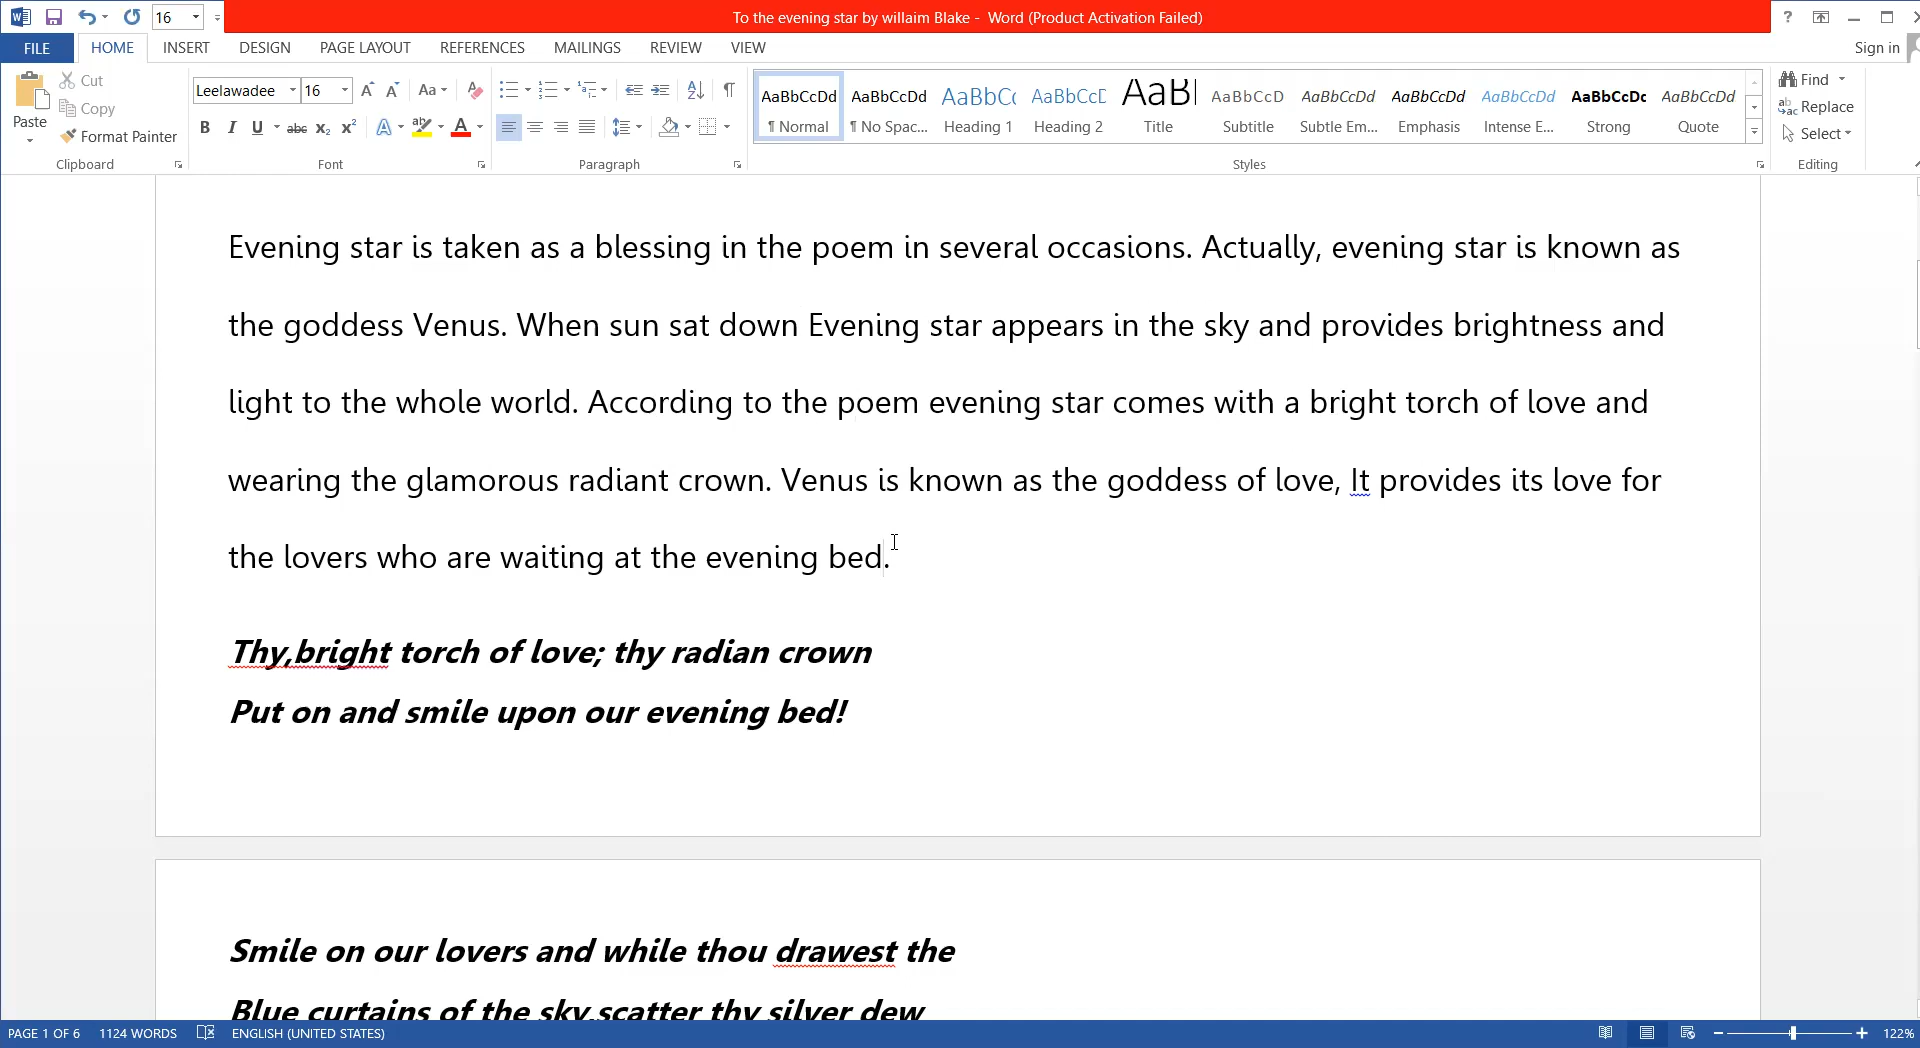 16
To the evening star by willaim Blake - Word (Product Activation Failed)
?
FILE HOME INSERT DESIGN PAGE LAYOUT REFERENCES MAILINGS REVIEW VIEW Sign in
Paste
Cut
Copy
Format Painter
Clipboard
Leelawadee 16 Aa
B I U abc X₂ X² A ab A
Font
Paragraph
AaBbCcDd AaBbCcDd AaBbCc AaBbCcD AaBl AaBbCcD AaBbCcDd AaBbCcDd AaBbCcDd AaBbCcDc AaBbCcDd
¶ Normal ¶ No Spac... Heading 1 Heading 2 Title Subtitle Subtle Em... Emphasis Intense E... Strong Quote
Styles
Find
Replace
Select
Editing
Evening star is taken as a blessing in the poem in several occasions. Actually, evening star is known as
the goddess Venus. When sun sat down Evening star appears in the sky and provides brightness and
light to the whole world. According to the poem evening star comes with a bright torch of love and
wearing the glamorous radiant crown. Venus is known as the goddess of love, It provides its love for
the lovers who are waiting at the evening bed.
Thy,bright torch of love; thy radian crown
Put on and smile upon our evening bed!
Smile on our lovers and while thou drawest the
Blue curtains of the sky,scatter thy silver dew
PAGE 1 OF 6 1124 WORDS ENGLISH (UNITED STATES) 122%